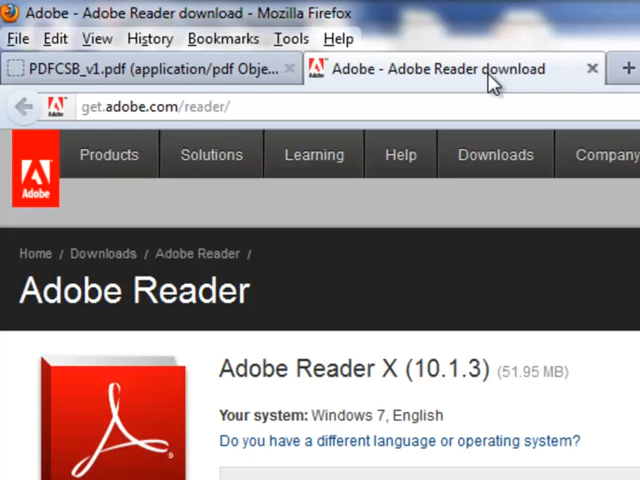 Adobe - Adobe Reader download - Mozilla Firefox
File Edit View History Bookmarks Tools Help
PDFCSB_v1.pdf (application/pdf Obje... × Adobe - Adobe Reader download × +
get.adobe.com/reader/
Products Solutions Learning Help Downloads Company
Adobe
Home / Downloads / Adobe Reader /
Adobe Reader
Adobe Reader X (10.1.3) (51.95 MB)
Your system: Windows 7, English
Do you have a different language or operating system?